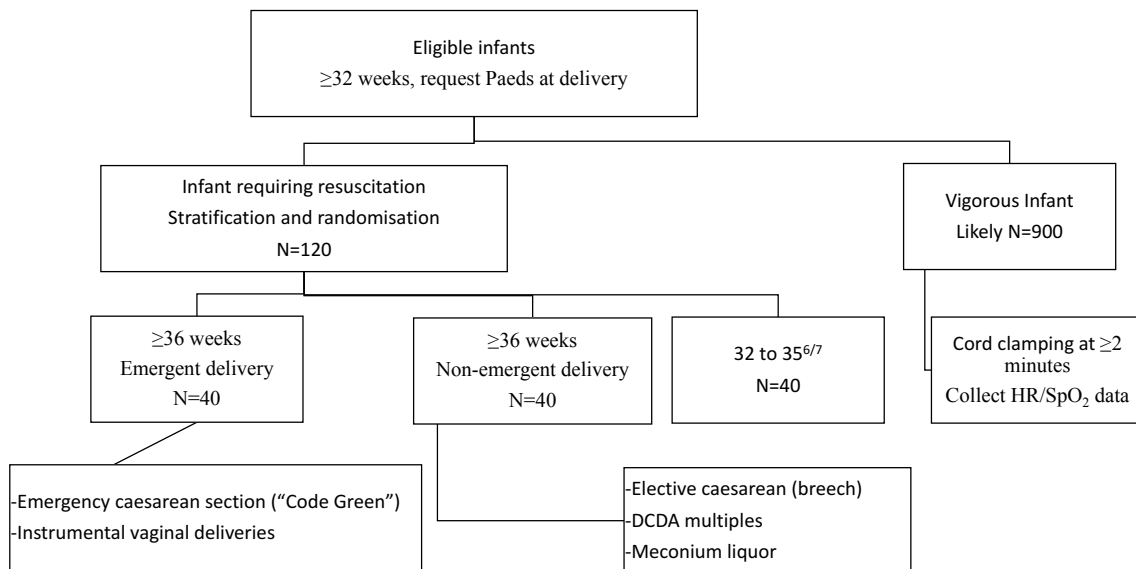 Eligible infants
≥32 weeks, request Paeds at delivery
Infant requiring resuscitation
Stratification and randomisation
N=120
Vigorous Infant
Likely N=900
≥36 weeks
Emergent delivery
N=40
≥36 weeks
Non-emergent delivery
N=40
32 to 35⁶/⁷
N=40
Cord clamping at ≥2
minutes
Collect HR/SpO₂ data
-Emergency caesarean section (“Code Green”)
-Instrumental vaginal deliveries
-Elective caesarean (breech)
-DCDA multiples
-Meconium liquor